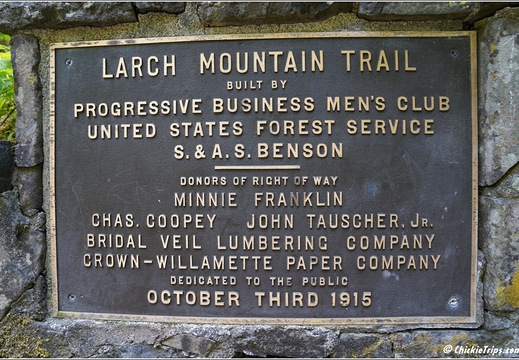 LARCH MOUNTAIN TRAIL
BUILT BY
PROGRESSIVE BUSINESS MEN'S CLUB
UNITED STATES FOREST SERVICE
S. & A. S. BENSON
DONORS OF RIGHT OF WAY
MINNIE FRANKLIN
CHAS. COOPEY JOHN TAUSCHER, JR.
BRIDAL VEIL LUMBERING COMPANY
CROWN-WILLAMETTE PAPER COMPANY
DEDICATED TO THE PUBLIC
OCTOBER THIRD 1915
© ChickieTrips.com